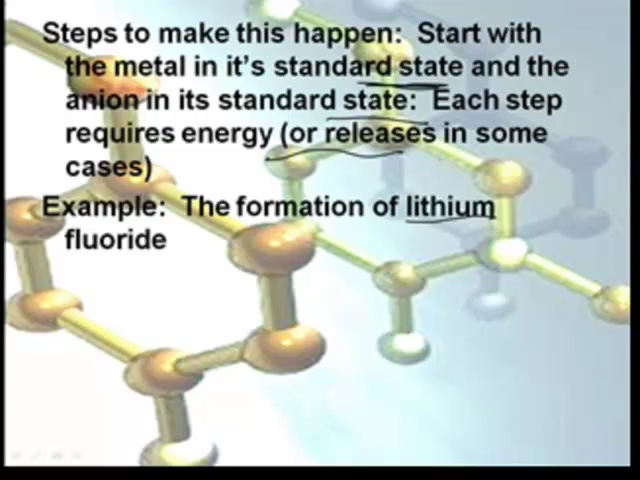 Steps to make this happen: Start with
the metal in it's standard state and the
anion in its standard state: Each step
requires energy (or releases in some
cases)
Example: The formation of lithium
fluoride